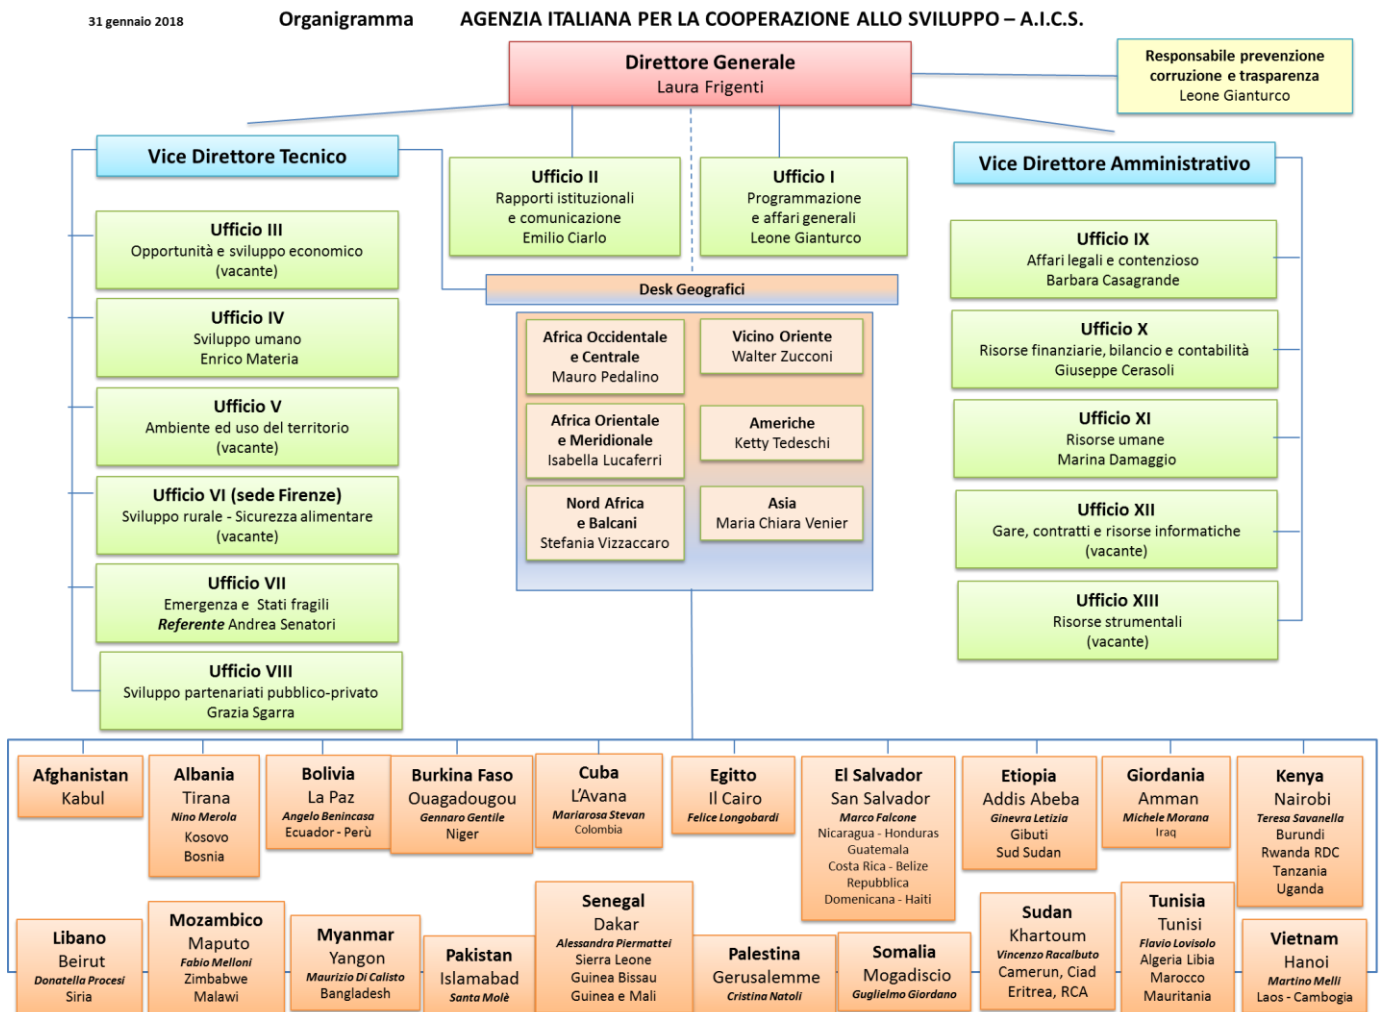 31 gennaio 2018
Organigramma
AGENZIA ITALIANA PER LA COOPERAZIONE ALLO SVILUPPO – A.I.C.S.
Direttore Generale
Laura Frigenti
Responsabile prevenzione
corruzione e trasparenza
Leone Gianturco
Vice Direttore Tecnico
Ufficio II
Rapporti istituzionali
e comunicazione
Emilio Ciarlo
Ufficio I
Programmazione
e affari generali
Leone Gianturco
Vice Direttore Amministrativo
Ufficio III
Opportunità e sviluppo economico
(vacante)
Ufficio IV
Sviluppo umano
Enrico Materia
Ufficio V
Ambiente ed uso del territorio
(vacante)
Ufficio VI (sede Firenze)
Sviluppo rurale - Sicurezza alimentare
(vacante)
Ufficio VII
Emergenza e Stati fragili
Referente Andrea Senatori
Ufficio VIII
Sviluppo partenariati pubblico-privato
Grazia Sgarra
Desk Geografici
Africa Occidentale
e Centrale
Mauro Pedalino
Vicino Oriente
Walter Zucconi
Africa Orientale
e Meridionale
Isabella Lucaferri
Americhe
Ketty Tedeschi
Nord Africa
e Balcani
Stefania Vizzaccaro
Asia
Maria Chiara Venier
Ufficio IX
Affari legali e contenzioso
Barbara Casagrande
Ufficio X
Risorse finanziarie, bilancio e contabilità
Giuseppe Cerasoli
Ufficio XI
Risorse umane
Marina Damaggio
Ufficio XII
Gare, contratti e risorse informatiche
(vacante)
Ufficio XIII
Risorse strumentali
(vacante)
Afghanistan
Kabul
Albania
Tirana
Nino Merola
Kosovo
Bosnia
Bolivia
La Paz
Angelo Benincasa
Ecuador - Perù
Burkina Faso
Ouagadougou
Gennaro Gentile
Niger
Cuba
L'Avana
Mariarosa Stevan
Colombia
Egitto
Il Cairo
Felice Longobardi
El Salvador
San Salvador
Marco Falcone
Nicaragua - Honduras
Guatemala
Costa Rica - Belize
Repubblica
Domenicana - Haiti
Etiopia
Addis Abeba
Ginevra Letizia
Gibuti
Sud Sudan
Giordania
Amman
Michele Morana
Iraq
Kenya
Nairobi
Teresa Savanella
Burundi
Rwanda RDC
Tanzania
Uganda
Libano
Beirut
Donatella Procesi
Siria
Mozambico
Maputo
Fabio Melloni
Zimbabwe
Malawi
Myanmar
Yangon
Maurizio Di Calisto
Bangladesh
Pakistan
Islamabad
Santa Molè
Senegal
Dakar
Alessandra Piermattei
Sierra Leone
Guinea Bissau
Guinea e Mali
Palestina
Gerusalemme
Cristina Natoli
Somalia
Mogadiscio
Guglielmo Giordano
Sudan
Khartoum
Vincenzo Racalbuto
Camerun, Ciad
Eritrea, RCA
Tunisia
Tunisi
Flavio Lovisolo
Algeria Libia
Marocco
Mauritania
Vietnam
Hanoi
Martino Melli
Laos - Cambogia